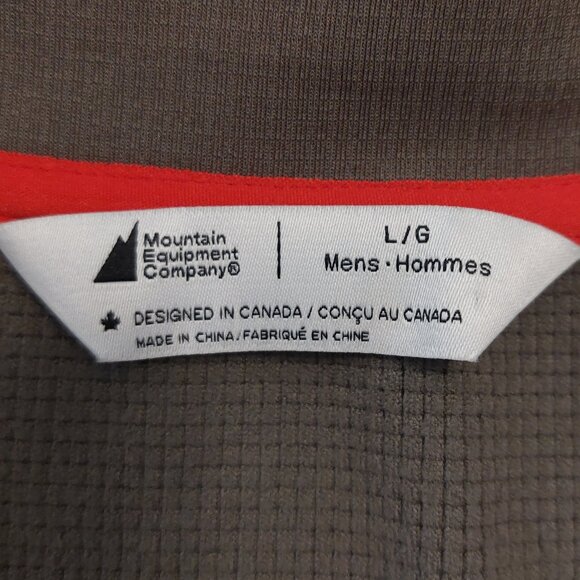 Mountain
Equipment
Company®
L/G
Mens·Hommes
DESIGNED IN CANADA / CONÇU AU CANADA
MADE IN CHINA / FABRIQUÉ EN CHINE